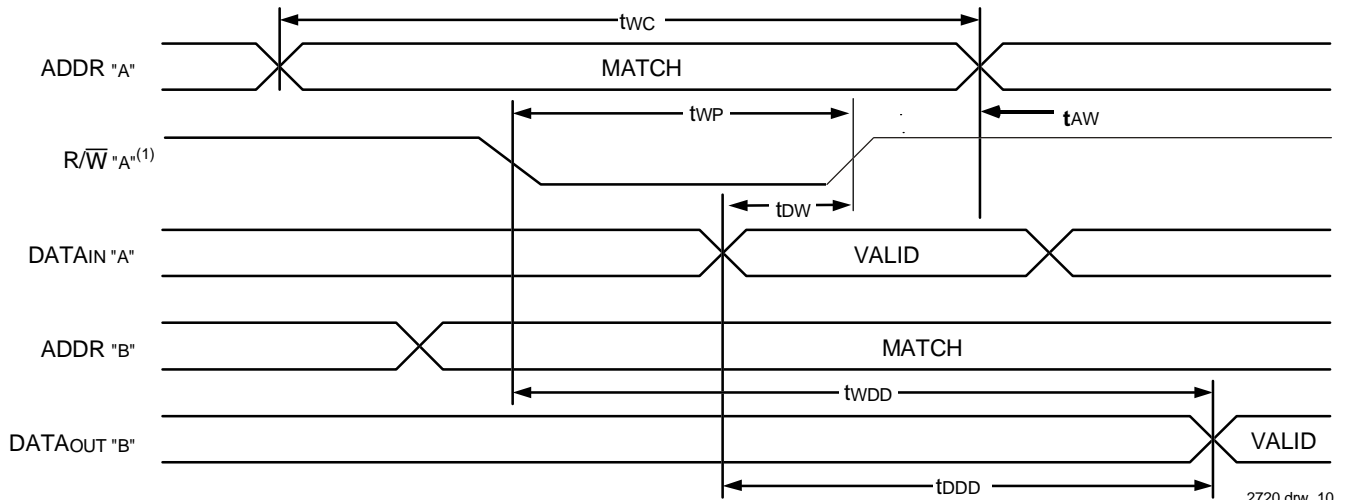 tWC
ADDR "A" MATCH
tWP
tAW
R/W̅ "A"(1)
tDW
DATAIN "A" VALID
ADDR "B" MATCH
tWDD
DATAOUT "B" VALID
tDDD
2720 drw 10